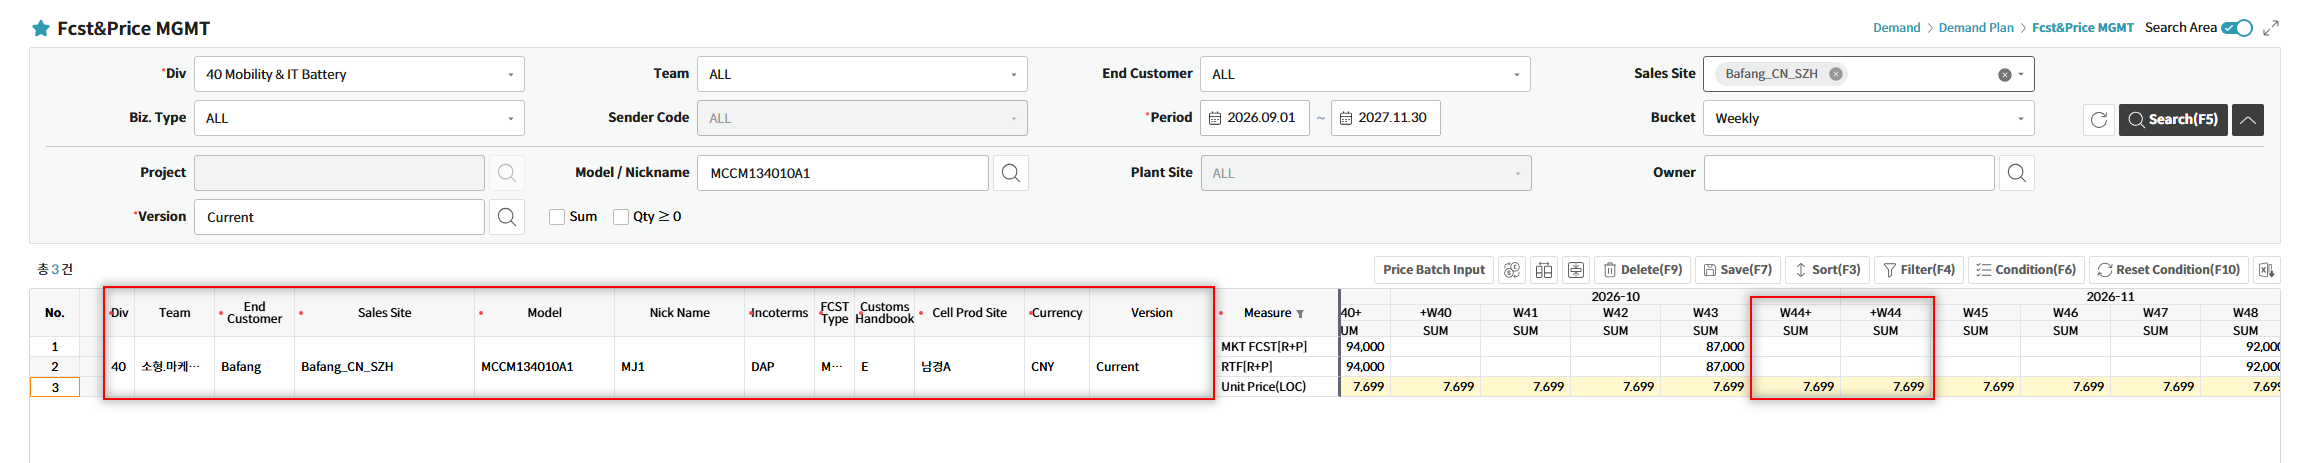 Fcst&Price MGMT
Demand > Demand Plan > Fcst&Price MGMT Search Area
*Div 40 Mobility & IT Battery Team ALL End Customer ALL Sales Site Bafang_CN_SZH
Biz. Type ALL Sender Code ALL *Period 2026.09.01 ~ 2027.11.30 Bucket Weekly Search(F5)
Project Model / Nickname MCCM134010A1 Plant Site ALL Owner
*Version Current Sum Qty ≥ 0
총 3 건 Price Batch Input Delete(F9) Save(F7) Sort(F3) Filter(F4) Condition(F6) Reset Condition(F10)
No. Div Team End Customer Sales Site Model Nick Name Incoterms FCST Type Customs Handbook Cell Prod Site Currency Version Measure
2026-10 2026-11
40+ +W40 W41 W42 W43 W44+ +W44 W45 W46 W47 W48
UM SUM SUM SUM SUM SUM SUM SUM SUM SUM SUM
1 MKT FCST[R+P] 94,000 87,000 92,000
2 40 소형.마케··· Bafang Bafang_CN_SZH MCCM134010A1 MJ1 DAP M··· E 남경A CNY Current RTF[R+P] 94,000 87,000 92,000
3 Unit Price(LOC) 7.699 7.699 7.699 7.699 7.699 7.699 7.699 7.699 7.699 7.699 7.699